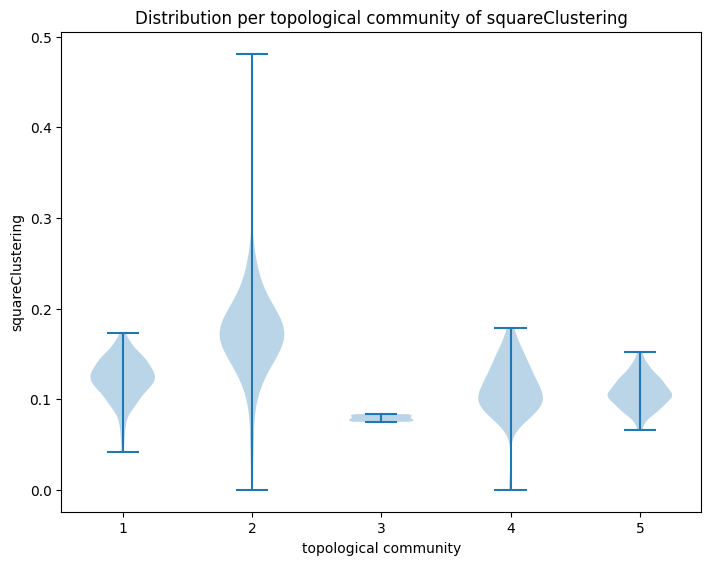 Distribution per topological community of squareClustering
0.5
0.4
0.3
0.2
0.1
0.0
squareClustering
1 2 3 4 5
topological community